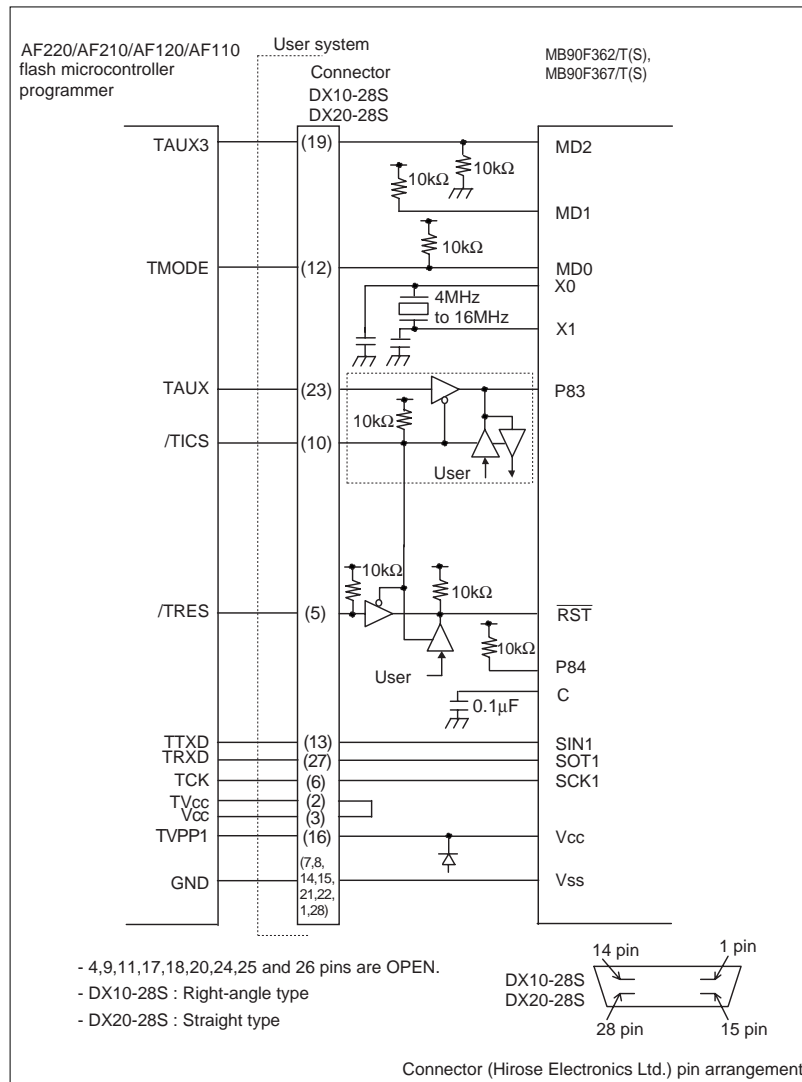 AF220/AF210/AF120/AF110
flash microcontroller
programmer
User system
Connector
DX10-28S
DX20-28S
MB90F362/T(S),
MB90F367/T(S)
TAUX3
(19)
MD2
10kΩ
10kΩ
MD1
10kΩ
TMODE
(12)
MD0
X0
4MHz
to 16MHz
X1
TAUX
(23)
P83
10kΩ
/TICS
(10)
User
10kΩ
10kΩ
/TRES
(5)
RST
10kΩ
P84
User
C
0.1µF
TTXD
(13)
SIN1
TRXD
(27)
SOT1
TCK
(6)
SCK1
TVcc
(2)
Vcc
(3)
TVPP1
(16)
Vcc
(7,8,
14,15,
21,22,
1,28)
GND
Vss
- 4,9,11,17,18,20,24,25 and 26 pins are OPEN.
- DX10-28S : Right-angle type
- DX20-28S : Straight type
14 pin
1 pin
DX10-28S
DX20-28S
28 pin
15 pin
Connector (Hirose Electronics Ltd.) pin arrangement